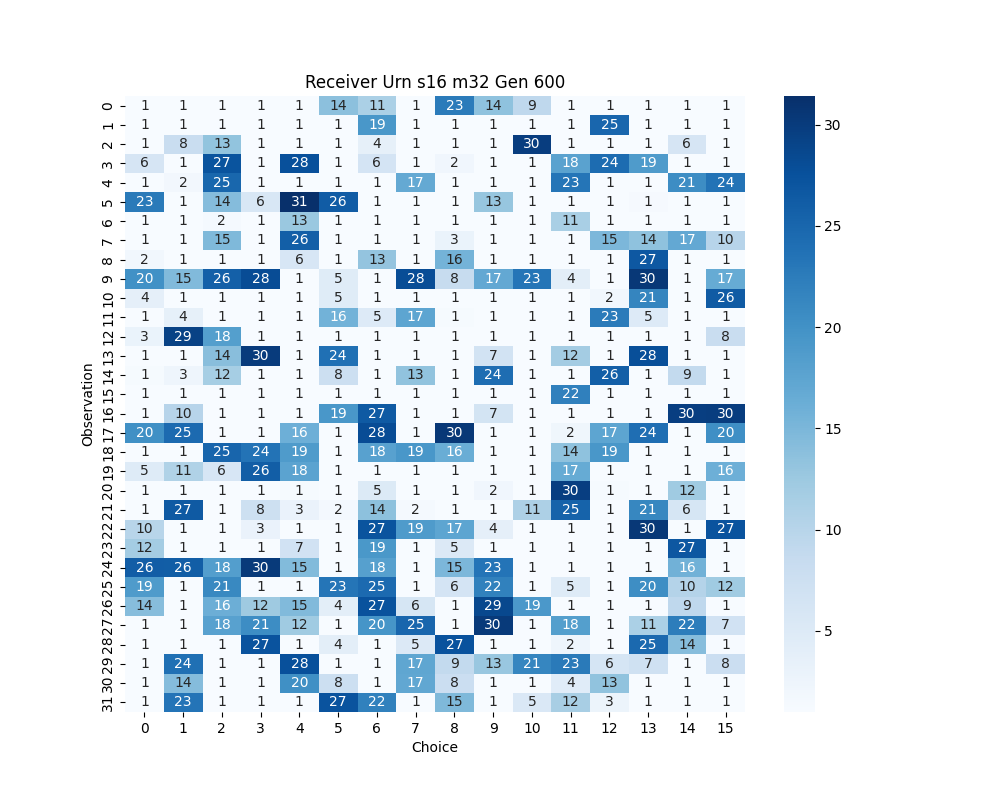 Receiver Urn s16 m32 Gen 600
0 1 1 1 1 1 14 11 1 23 14 9 1 1 1 1 1
1 1 1 1 1 1 1 19 1 1 1 1 1 25 1 1 1
2 1 8 13 1 1 1 4 1 1 1 30 1 1 1 6 1
3 6 1 27 1 28 1 6 1 2 1 1 18 24 19 1 1
4 1 2 25 1 1 1 1 17 1 1 1 23 1 1 21 24
5 23 1 14 6 31 26 1 1 1 13 1 1 1 1 1 1
6 1 1 2 1 13 1 1 1 1 1 1 11 1 1 1 1
7 1 1 15 1 26 1 1 1 3 1 1 1 15 14 17 10
8 2 1 1 1 6 1 13 1 16 1 1 1 1 27 1 1
9 20 15 26 28 1 5 1 28 8 17 23 4 1 30 1 17
10 4 1 1 1 1 5 1 1 1 1 1 1 2 21 1 26
11 1 4 1 1 1 16 5 17 1 1 1 1 23 5 1 1
12 3 29 18 1 1 1 1 1 1 1 1 1 1 1 1 8
13 1 1 14 30 1 24 1 1 1 7 1 12 1 28 1 1
14 1 3 12 1 1 8 1 13 1 24 1 1 26 1 9 1
15 1 1 1 1 1 1 1 1 1 1 1 22 1 1 1 1
16 1 10 1 1 1 19 27 1 1 7 1 1 1 1 30 30
17 20 25 1 1 16 1 28 1 30 1 1 2 17 24 1 20
18 1 1 25 24 19 1 18 19 16 1 1 14 19 1 1 1
19 5 11 6 26 18 1 1 1 1 1 1 17 1 1 1 16
20 1 1 1 1 1 1 5 1 1 2 1 30 1 1 12 1
21 1 27 1 8 3 2 14 2 1 1 11 25 1 21 6 1
22 10 1 1 3 1 1 27 19 17 4 1 1 1 30 1 27
23 12 1 1 1 7 1 19 1 5 1 1 1 1 1 27 1
24 26 26 18 30 15 1 18 1 15 23 1 1 1 1 16 1
25 19 1 21 1 1 23 25 1 6 22 1 5 1 20 10 12
26 14 1 16 12 15 4 27 6 1 29 19 1 1 1 9 1
27 1 1 18 21 12 1 20 25 1 30 1 18 1 11 22 7
28 1 1 1 27 1 4 1 5 27 1 1 2 1 25 14 1
29 1 24 1 1 28 1 1 17 9 13 21 23 6 7 1 8
30 1 14 1 1 20 8 1 17 8 1 1 4 13 1 1 1
31 1 23 1 1 1 27 22 1 15 1 5 12 3 1 1 1
0 1 2 3 4 5 6 7 8 9 10 11 12 13 14 15
Choice
Observation
30
25
20
15
10
5